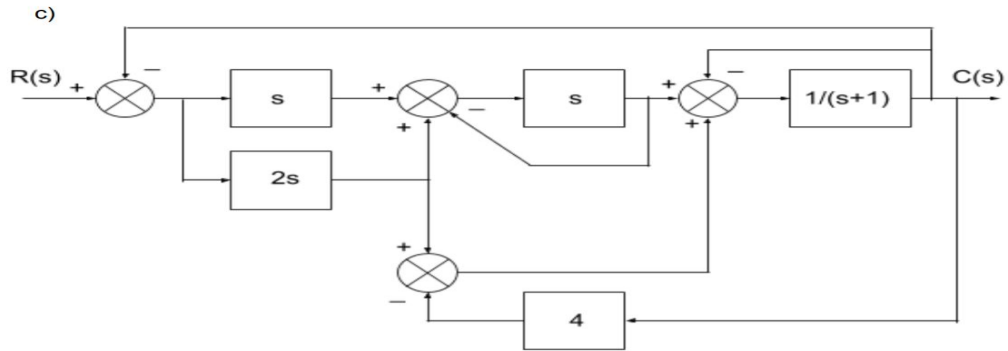 c)
R(s) + − s + − + s + − + 1/(s+1) C(s)
2s
+
− 4